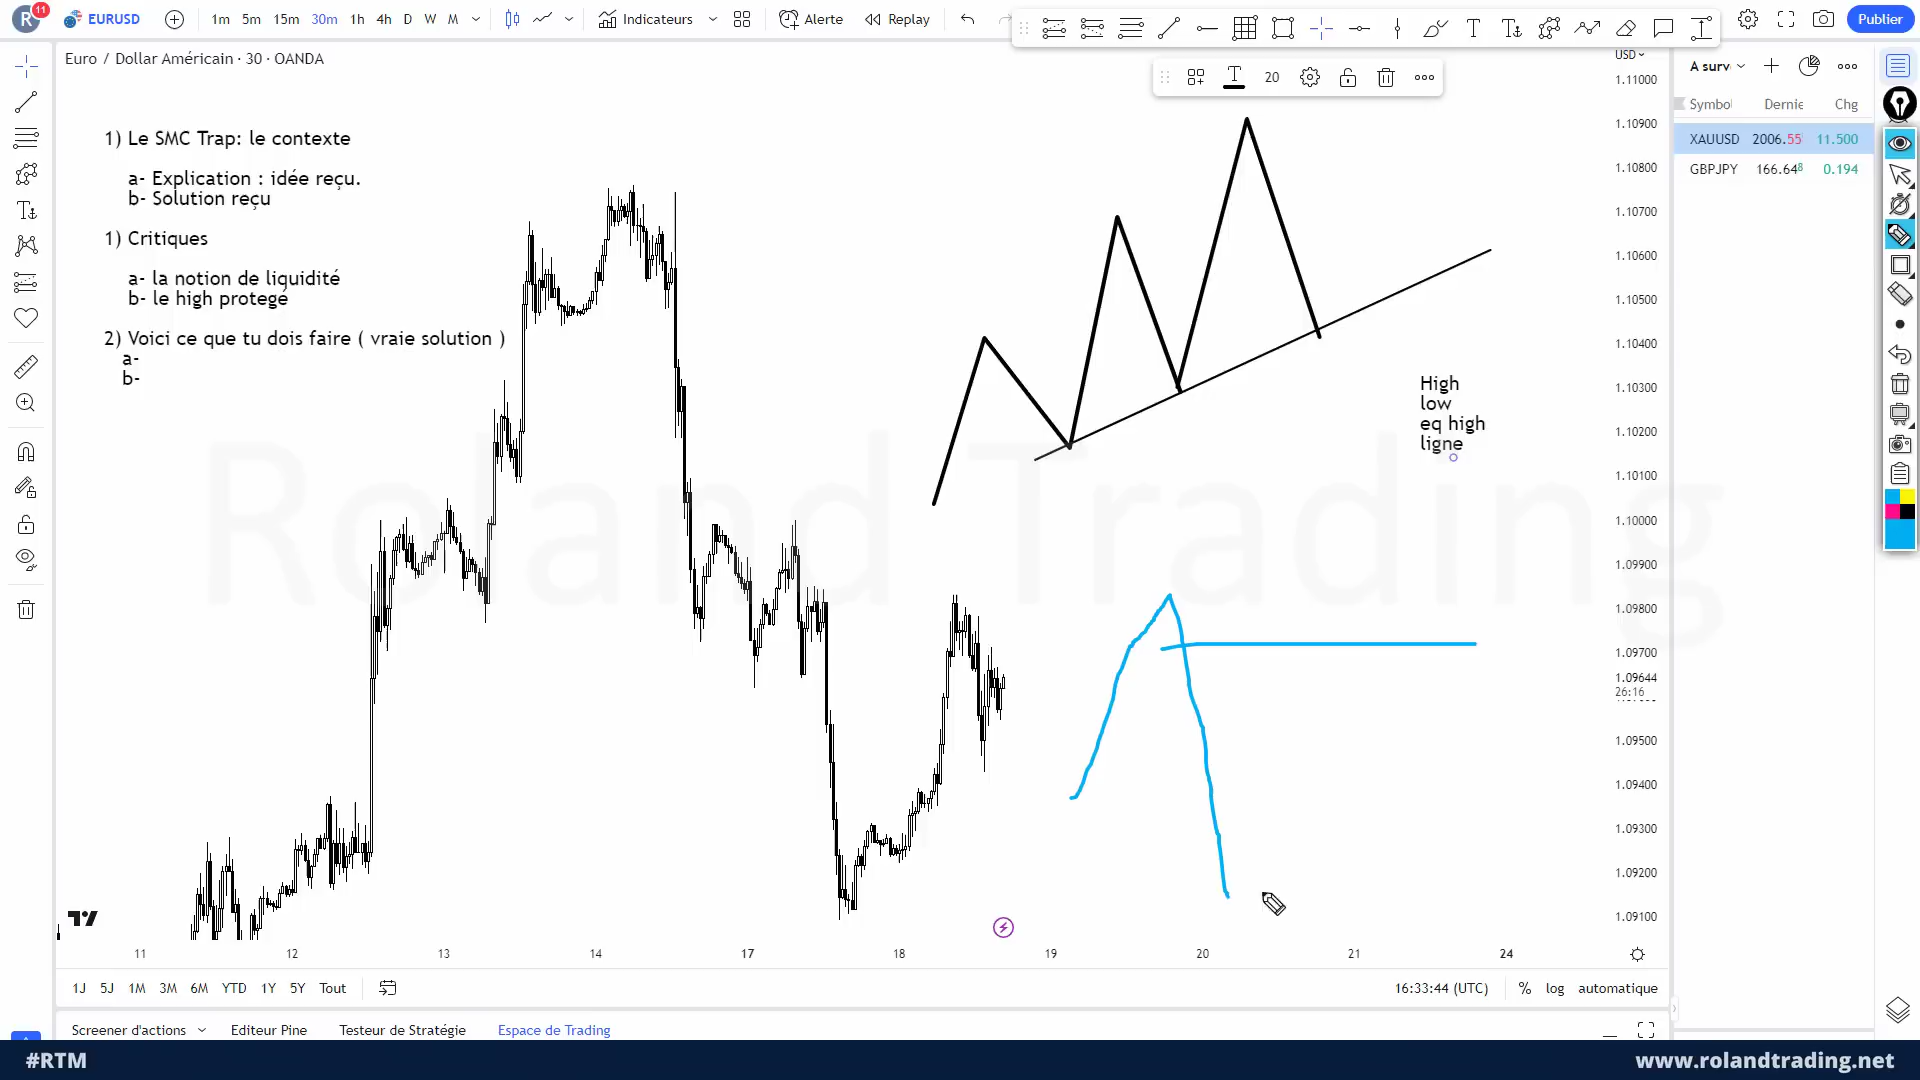 R
11
EURUSD
1m 5m 15m 30m 1h 4h D W M
Indicateurs
Alerte
Replay
Publier
20
Euro / Dollar Américain · 30 · OANDA
USD
A surv
Symbol Dernie Chg
XAUUSD 2006.55 11.500
GBPJPY 166.648 0.194
1) Le SMC Trap: le contexte
a- Explication : idée reçu.
b- Solution reçu
1) Critiques
a- la notion de liquidité
b- le high protegé
2) Voici ce que tu dois faire ( vraie solution )
a-
b-
High
low
eq high
ligne
Roland Trading
1.11000
1.10900
1.10800
1.10700
1.10600
1.10500
1.10400
1.10300
1.10200
1.10100
1.10000
1.09900
1.09800
1.09700
1.09644
26:16
1.09500
1.09400
1.09300
1.09200
1.09100
11 12 13 14 17 18 19 20 21 24
1J 5J 1M 3M 6M YTD 1Y 5Y Tout
16:33:44 (UTC) % log automatique
Screener d'actions Editeur Pine Testeur de Stratégie Espace de Trading
#RTM
www.rolandtrading.net